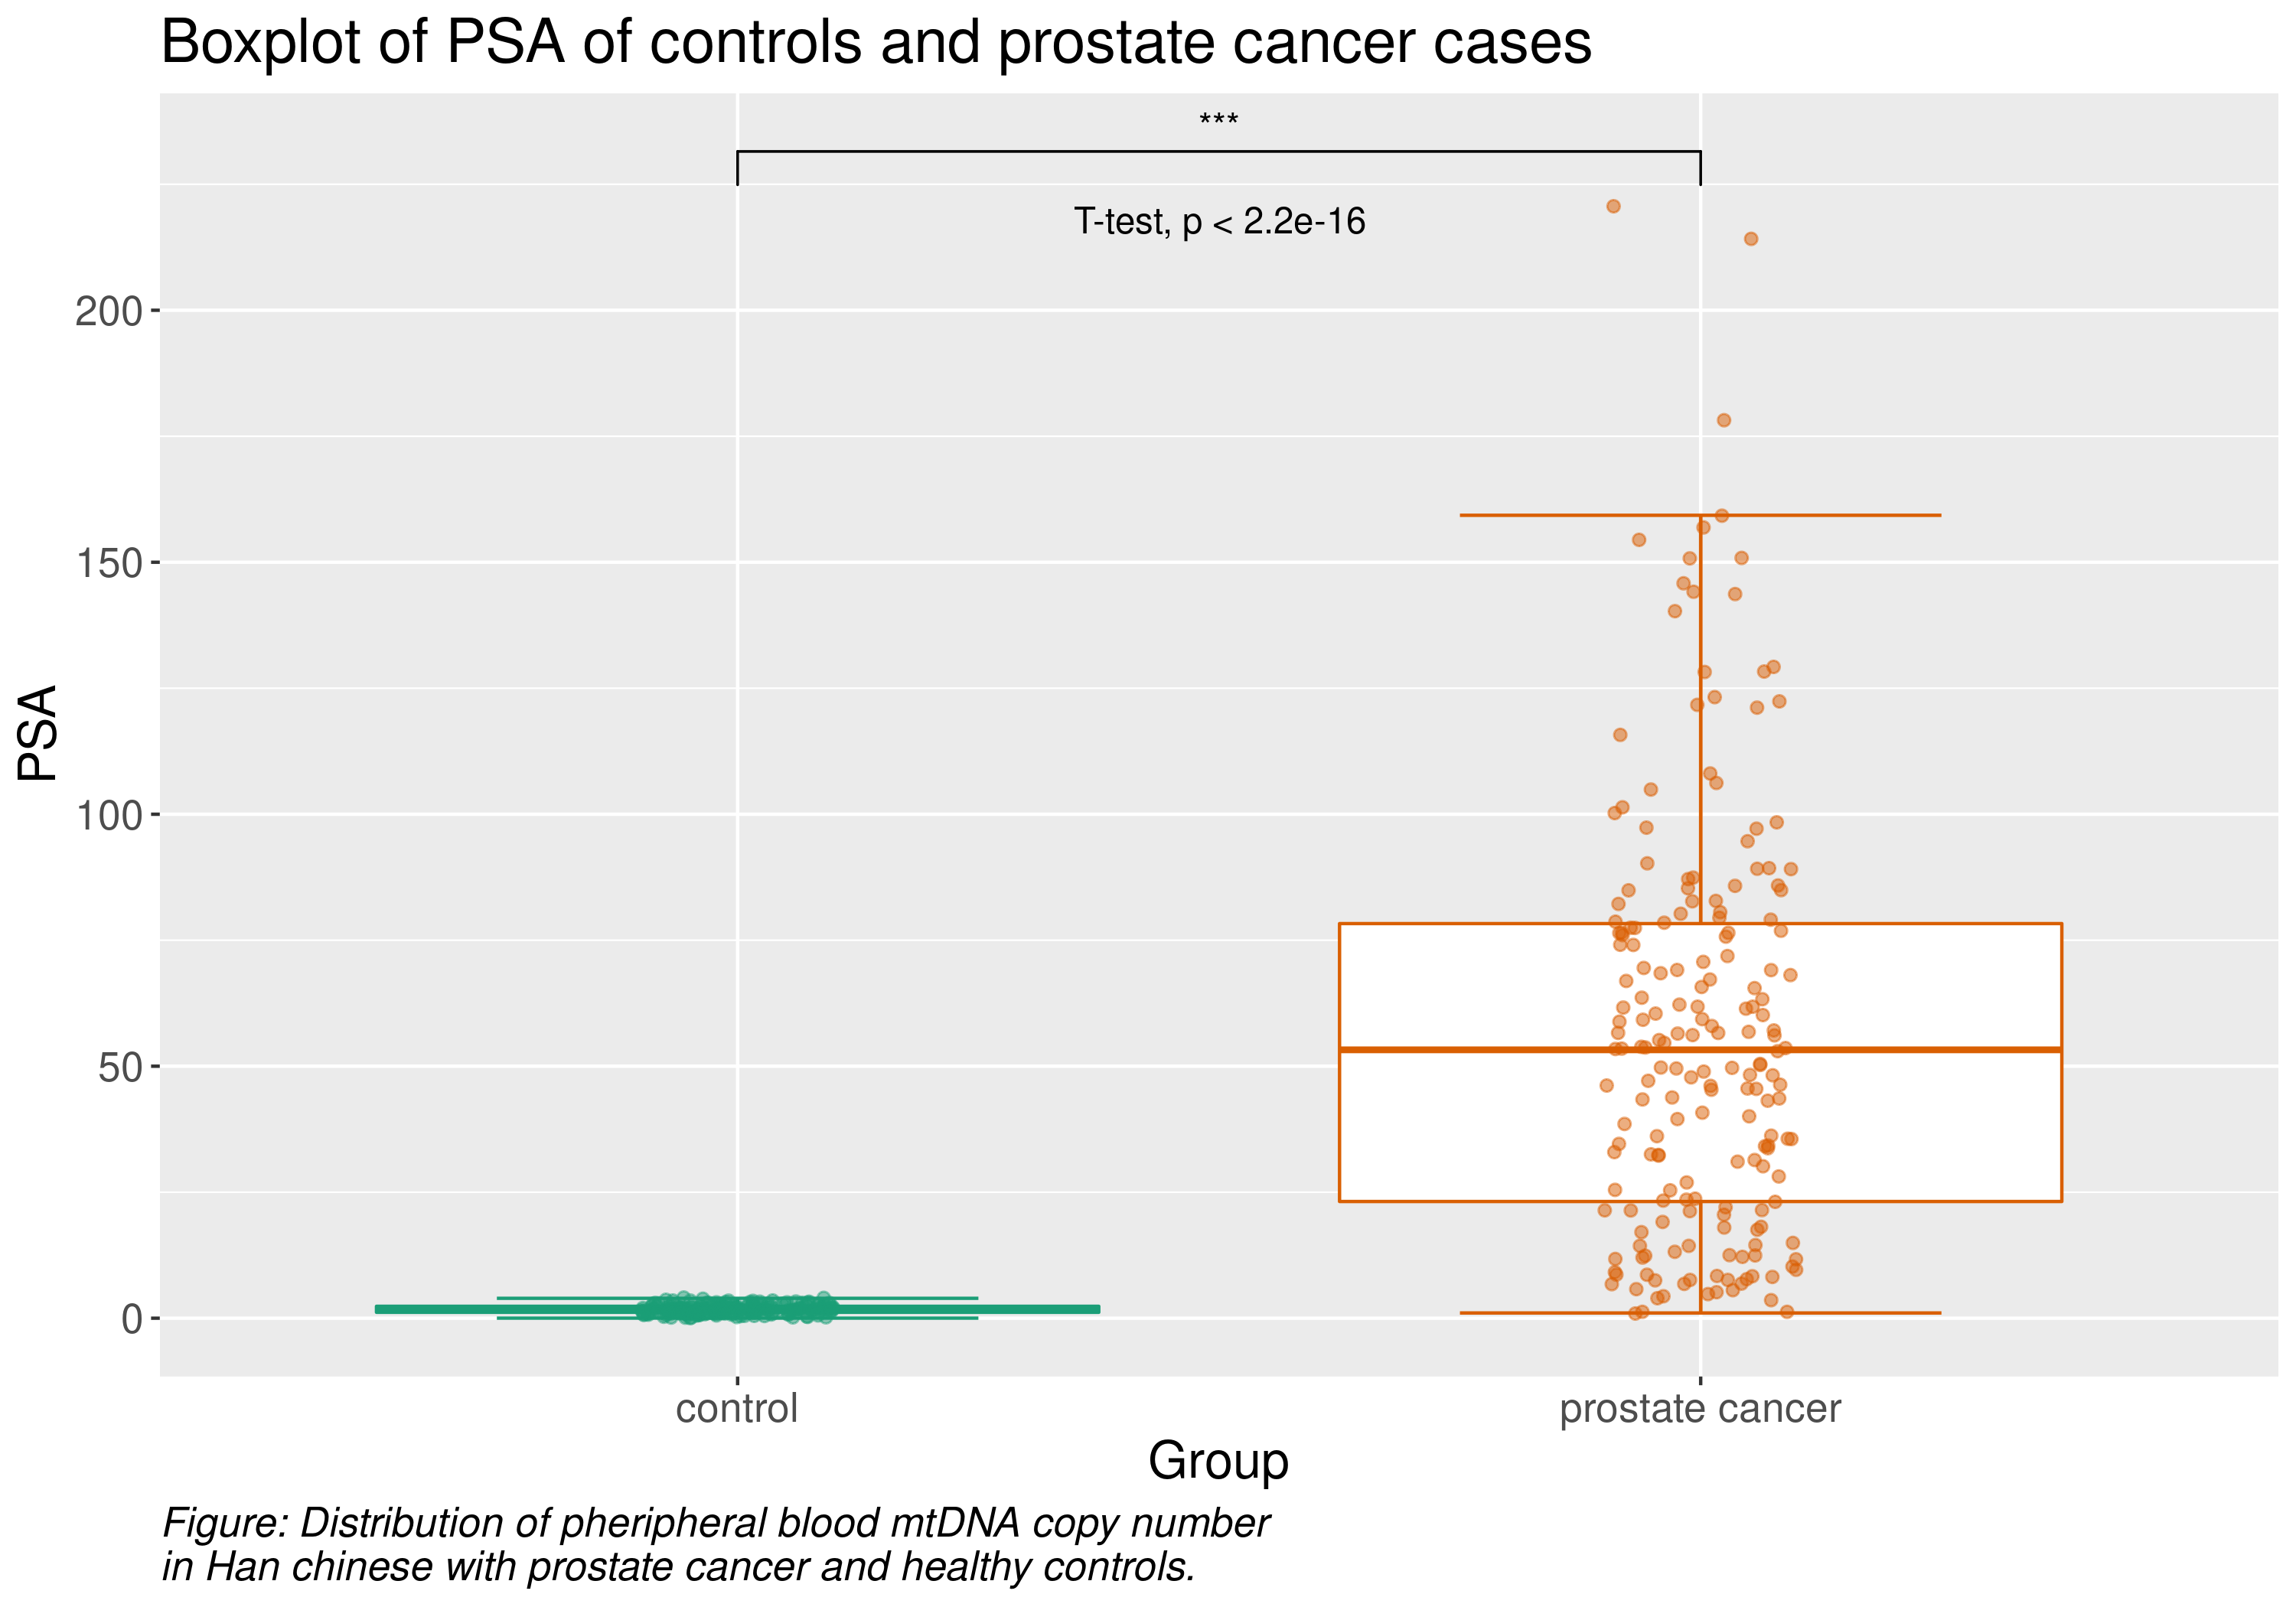 Boxplot of PSA of controls and prostate cancer cases
***
T-test, p < 2.2e-16
PSA
200
150
100
50
0
control prostate cancer
Group
Figure: Distribution of pheripheral blood mtDNA copy number
in Han chinese with prostate cancer and healthy controls.